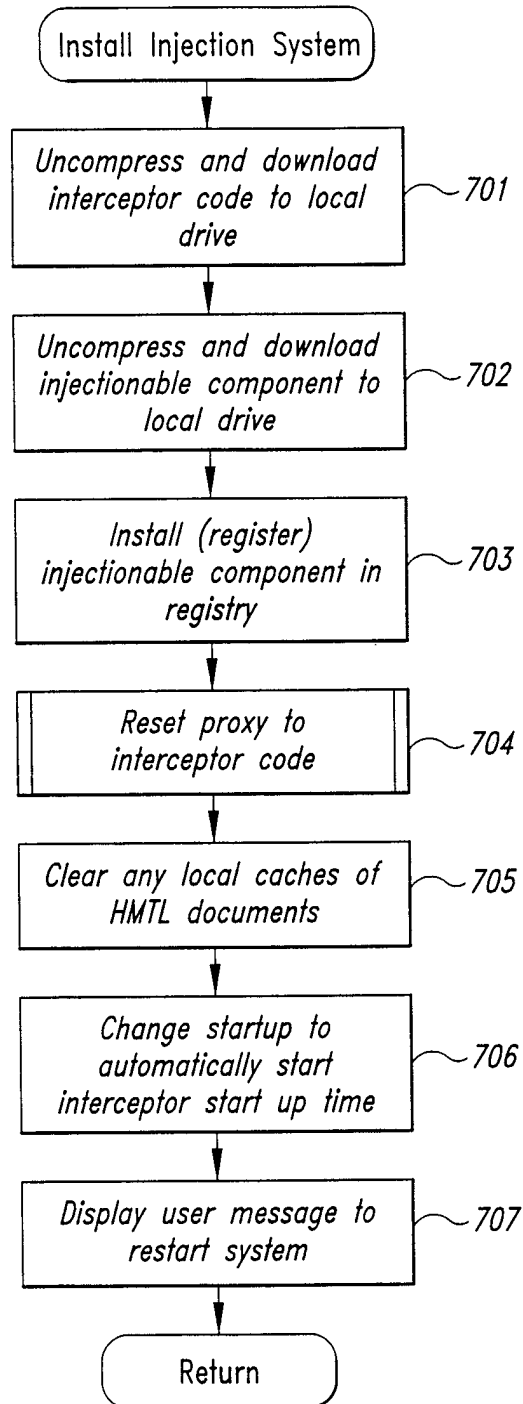 Install Injection System
Uncompress and download
interceptor code to local
drive
701
Uncompress and download
injectionable component to
local drive
702
Install (register)
injectionable component in
registry
703
Reset proxy to
interceptor code
704
Clear any local caches of
HMTL documents
705
Change startup to
automatically start
interceptor start up time
706
Display user message to
restart system
707
Return